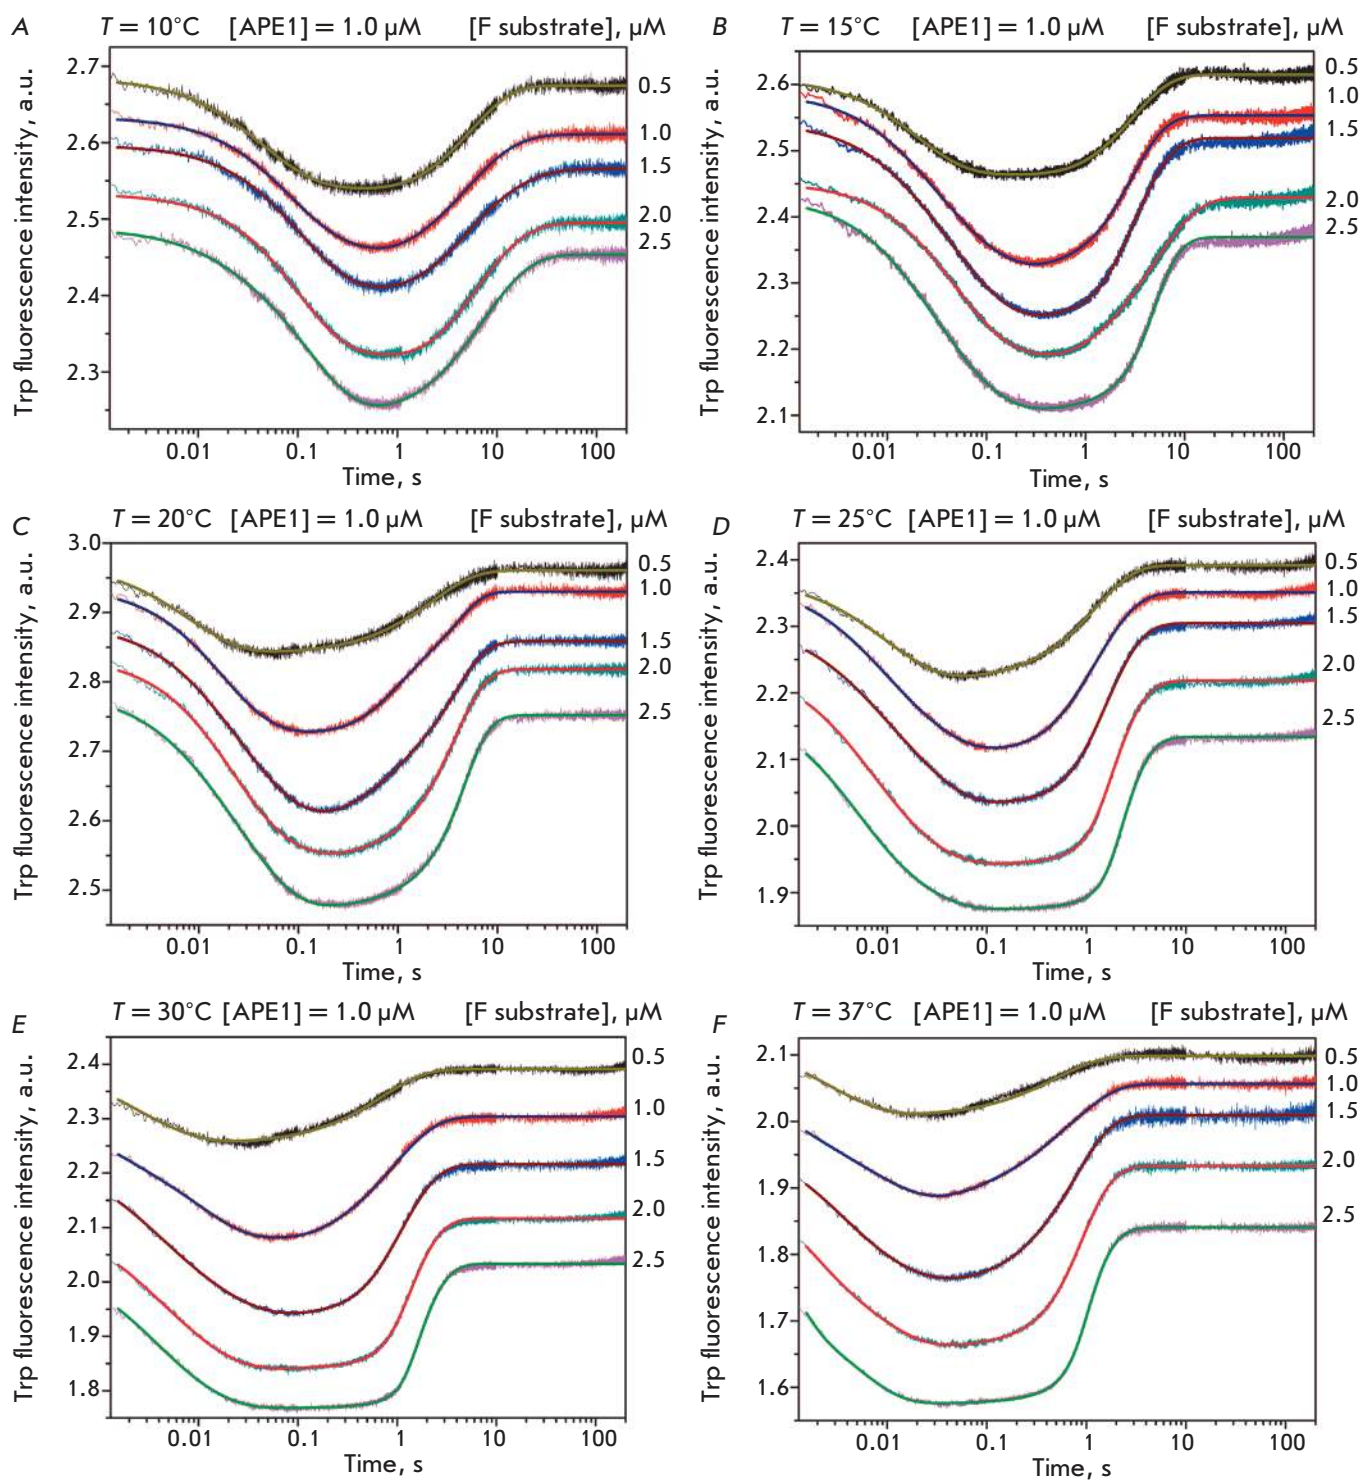 A T = 10°C [APE1] = 1.0 µM [F substrate], µM
Trp fluorescence intensity, a.u.
2.7
2.6
2.5
2.4
2.3
0.5
1.0
1.5
2.0
2.5
0.01 0.1 1 10 100
Time, s
B T = 15°C [APE1] = 1.0 µM [F substrate], µM
Trp fluorescence intensity, a.u.
2.6
2.5
2.4
2.3
2.2
2.1
0.5
1.0
1.5
2.0
2.5
0.01 0.1 1 10 100
Time, s
C T = 20°C [APE1] = 1.0 µM [F substrate], µM
Trp fluorescence intensity, a.u.
3.0
2.9
2.8
2.7
2.6
2.5
0.5
1.0
1.5
2.0
2.5
0.01 0.1 1 10 100
Time, s
D T = 25°C [APE1] = 1.0 µM [F substrate], µM
Trp fluorescence intensity, a.u.
2.4
2.3
2.2
2.1
2.0
1.9
0.5
1.0
1.5
2.0
2.5
0.01 0.1 1 10 100
Time, s
E T = 30°C [APE1] = 1.0 µM [F substrate], µM
Trp fluorescence intensity, a.u.
2.4
2.3
2.2
2.1
2.0
1.9
1.8
0.5
1.0
1.5
2.0
2.5
0.01 0.1 1 10 100
Time, s
F T = 37°C [APE1] = 1.0 µM [F substrate], µM
Trp fluorescence intensity, a.u.
2.1
2.0
1.9
1.8
1.7
1.6
0.5
1.0
1.5
2.0
2.5
0.01 0.1 1 10 100
Time, s